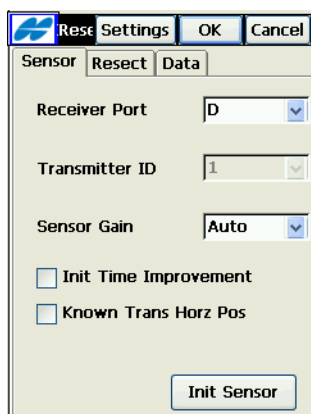 Rese Settings OK Cancel
Sensor Resect Data
Receiver Port D
Transmitter ID 1
Sensor Gain Auto
Init Time Improvement
Known Trans Horz Pos
Init Sensor